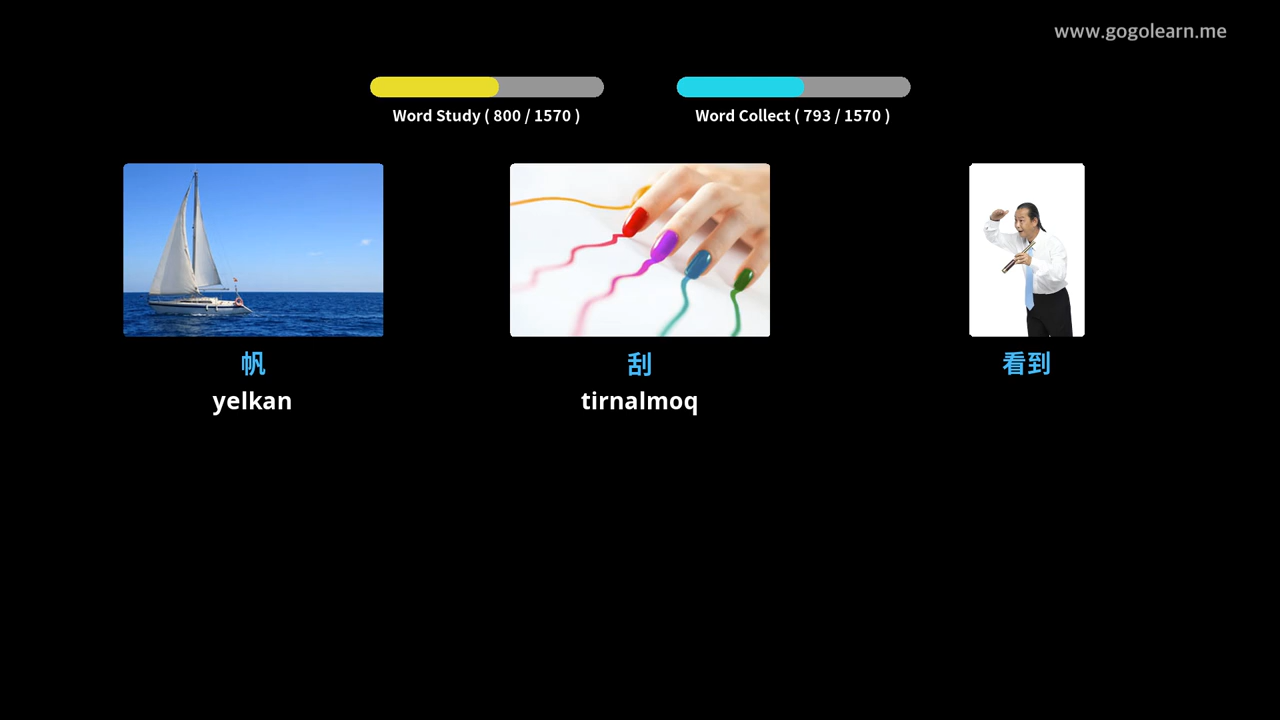 www.gogolearn.me
Word Study ( 800 / 1570 )
Word Collect ( 793 / 1570 )
帆
yelkan
刮
tirnalmoq
看到